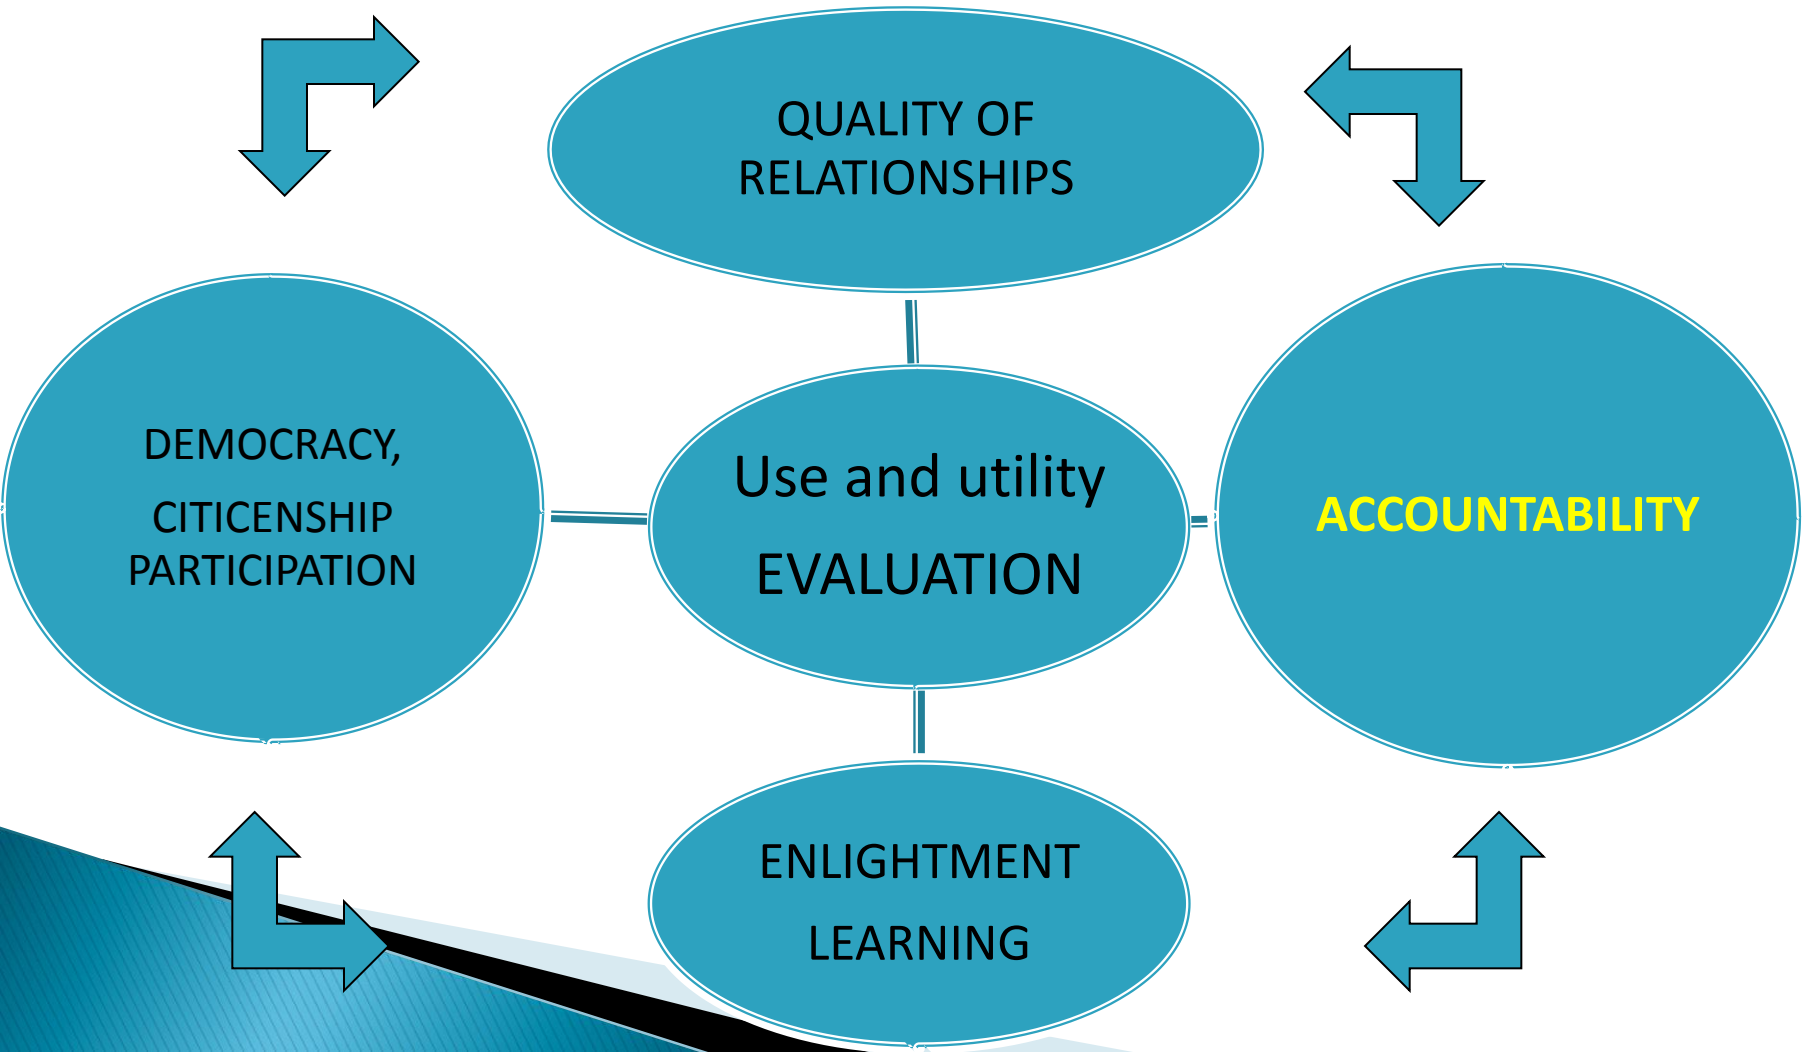 QUALITY OF
RELATIONSHIPS
DEMOCRACY,
CITICENSHIP
PARTICIPATION
Use and utility
EVALUATION
ACCOUNTABILITY
ENLIGHTMENT
LEARNING